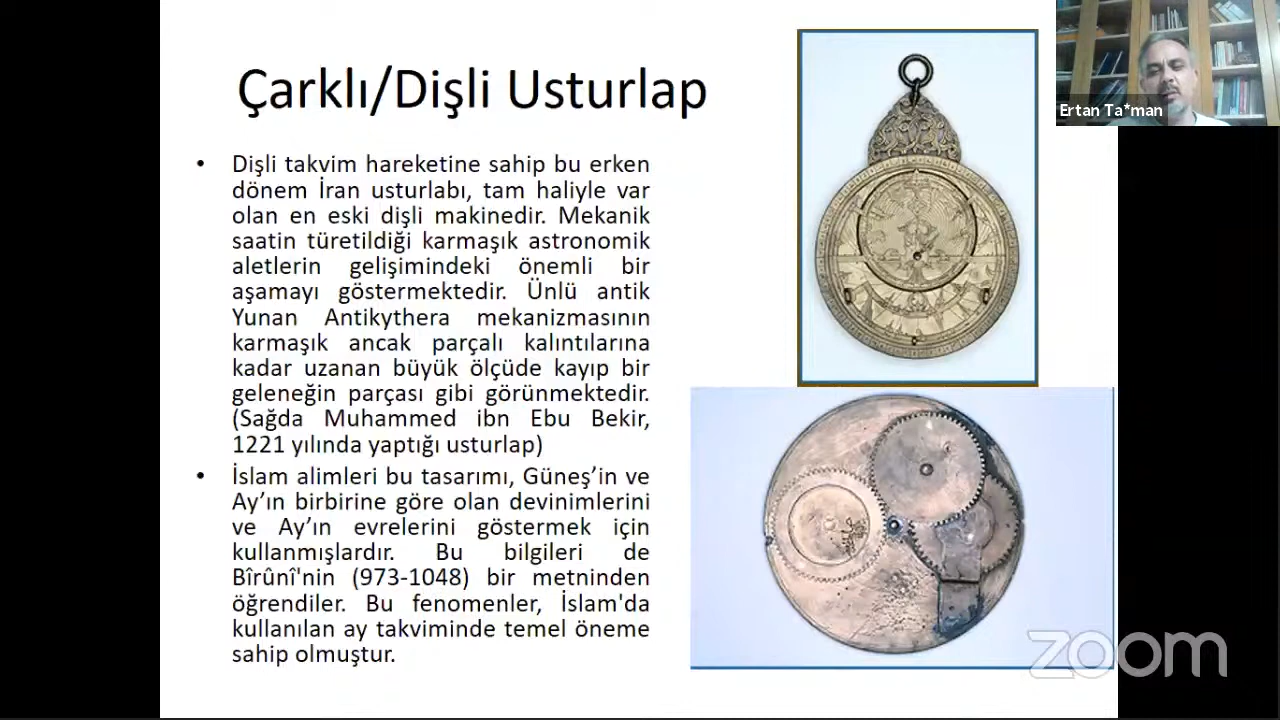 Çarklı/Dişli Usturlap
Ertan Ta*man
• Dişli takvim hareketine sahip bu erken
dönem İran usturlabı, tam haliyle var
olan en eski dişli makinedir. Mekanik
saatin türetildiği karmaşık astronomik
aletlerin gelişimindeki önemli bir
aşamayı göstermektedir. Ünlü antik
Yunan Antikythera mekanizmasının
karmaşık ancak parçalı kalıntılarına
kadar uzanan büyük ölçüde kayıp bir
geleneğin parçası gibi görünmektedir.
(Sağda Muhammed ibn Ebu Bekir,
1221 yılında yaptığı usturlap)
• İslam alimleri bu tasarımı, Güneş’in ve
Ay’ın birbirine göre olan devinimlerini
ve Ay’ın evrelerini göstermek için
kullanmışlardır. Bu bilgileri de
Bîrûnî'nin (973-1048) bir metninden
öğrendiler. Bu fenomenler, İslam'da
kullanılan ay takviminde temel öneme
sahip olmuştur.
zoom